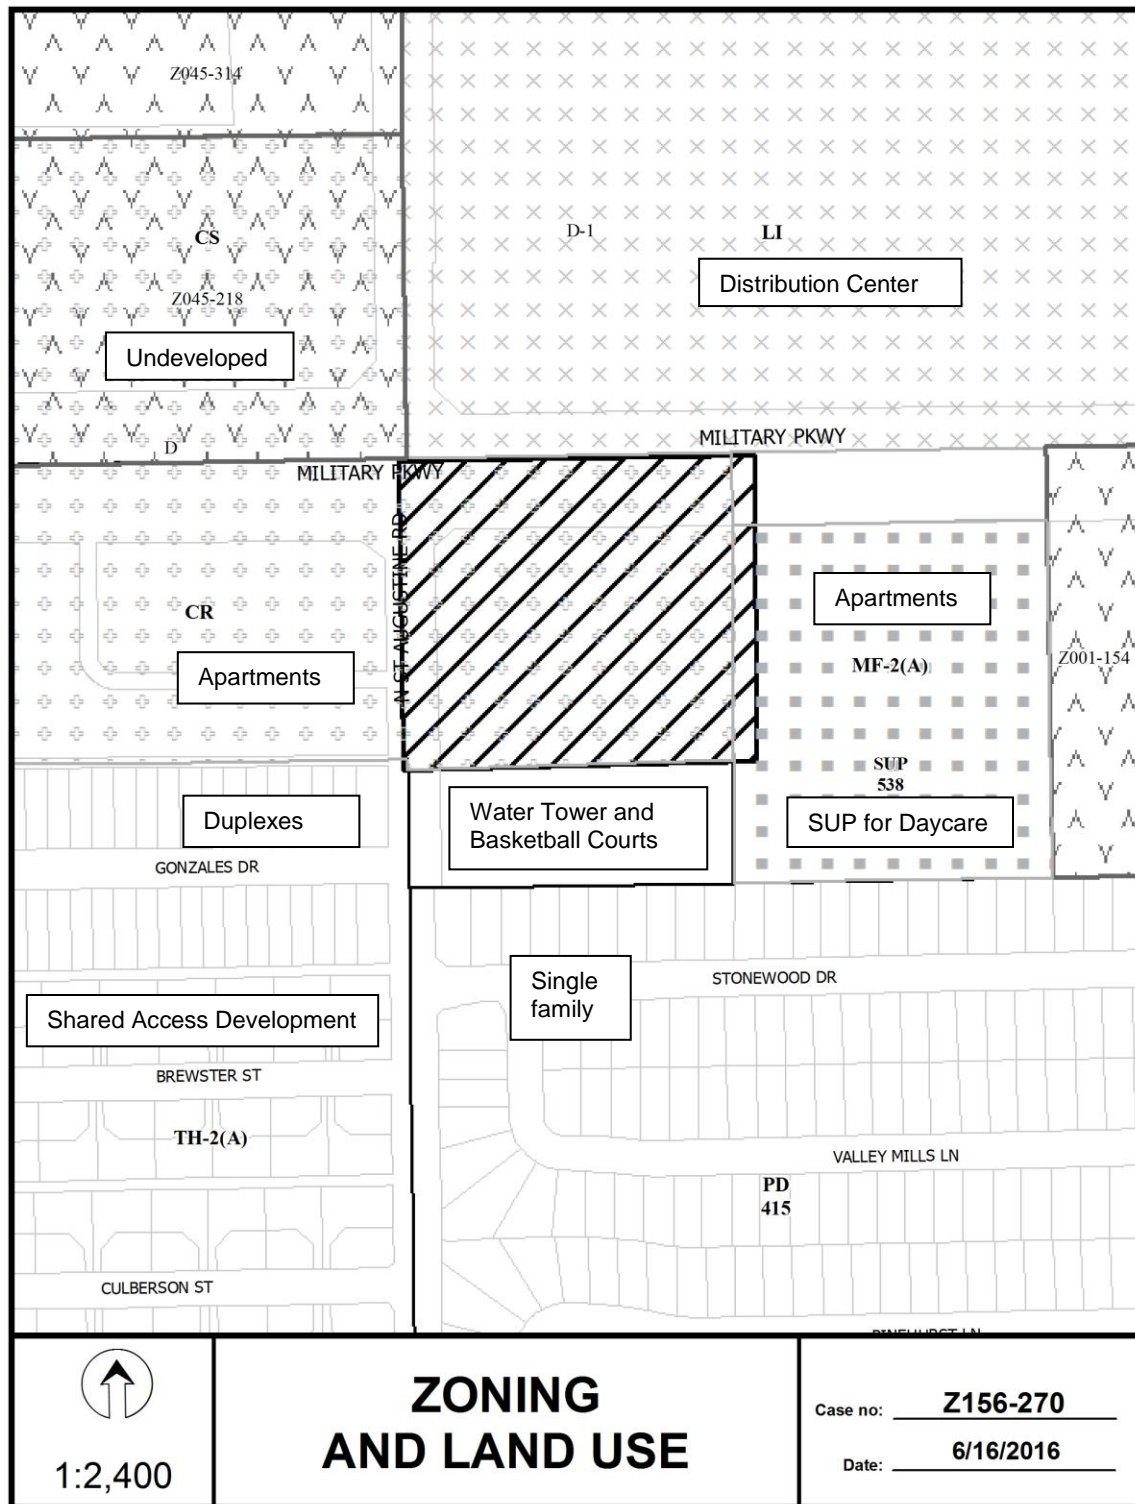 Z045-314
CS
Z045-218
Undeveloped
D
D-1
LI
Distribution Center
MILITARY PKWY
MILITARY PKWY
N ST AUGUSTINE RD
CR
Apartments
Apartments
MF-2(A)
Z001-154
SUP
538
SUP for Daycare
Water Tower and
Basketball Courts
Duplexes
GONZALES DR
Single
family
STONEWOOD DR
Shared Access Development
BREWSTER ST
TH-2(A)
VALLEY MILLS LN
PD
415
CULBERSON ST
PINEHURST LN
1:2,400
ZONING
AND LAND USE
Case no: Z156-270
Date: 6/16/2016